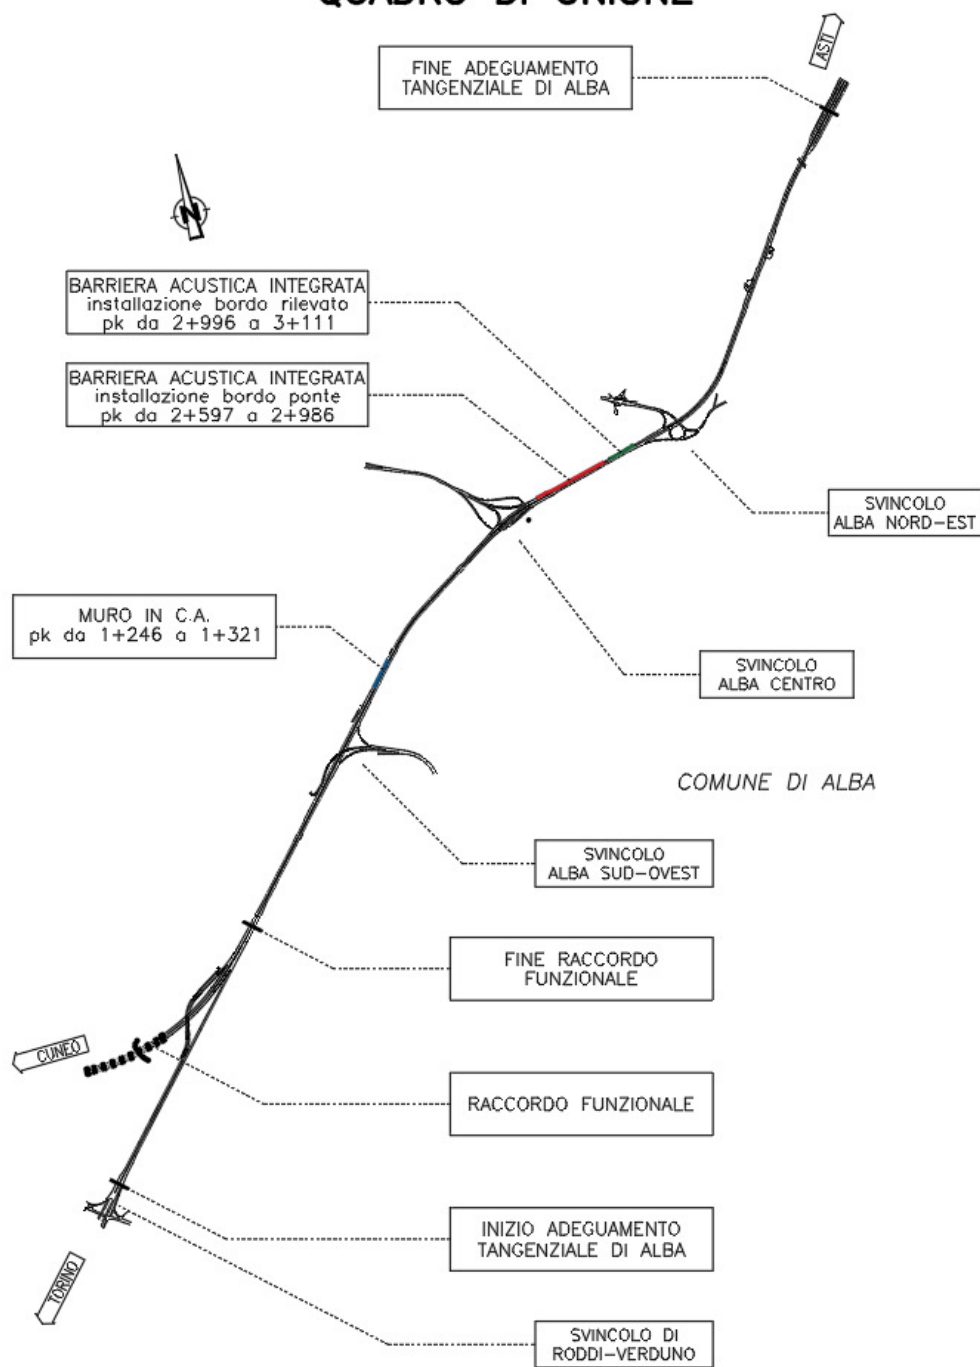 QUADRO DI UNIONE
ASTI
FINE ADEGUAMENTO
TANGENZIALE DI ALBA
N
BARRIERA ACUSTICA INTEGRATA
installazione bordo rilevato
pk da 2+996 a 3+111
BARRIERA ACUSTICA INTEGRATA
installazione bordo ponte
pk da 2+597 a 2+986
SVINCOLO
ALBA NORD-EST
MURO IN C.A.
pk da 1+246 a 1+321
SVINCOLO
ALBA CENTRO
COMUNE DI ALBA
SVINCOLO
ALBA SUD-OVEST
FINE RACCORDO
FUNZIONALE
CUNEO
RACCORDO FUNZIONALE
INIZIO ADEGUAMENTO
TANGENZIALE DI ALBA
TORINO
SVINCOLO DI
RODDI-VERDUNO